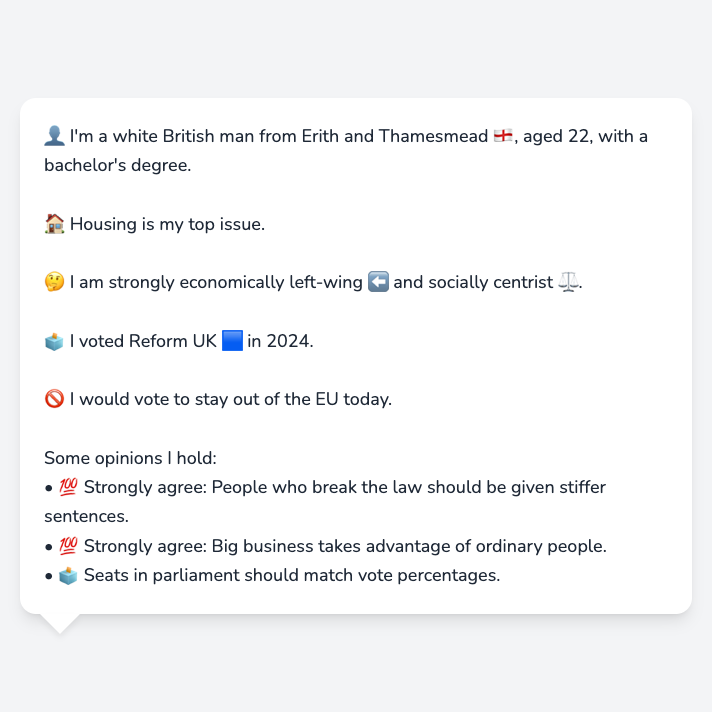 👤 I'm a white British man from Erith and Thamesmead 🏴󠁧󠁢󠁥󠁮󠁧󠁿, aged 22, with a
bachelor's degree.
🏠 Housing is my top issue.
🤔 I am strongly economically left-wing ⬅️ and socially centrist ⚖️.
🗳️ I voted Reform UK 🟦 in 2024.
🚫 I would vote to stay out of the EU today.
Some opinions I hold:
• 💯 Strongly agree: People who break the law should be given stiffer
sentences.
• 💯 Strongly agree: Big business takes advantage of ordinary people.
• 🗳️ Seats in parliament should match vote percentages.